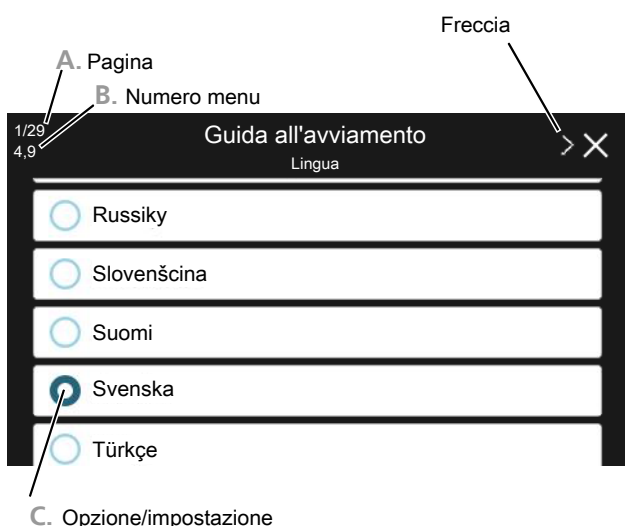 Freccia
A. Pagina
B. Numero menu
1/29
4,9
Guida all'avviamento
Lingua
Russiky
Slovenšcina
Suomi
Svenska
Türkçe
C. Opzione/impostazione